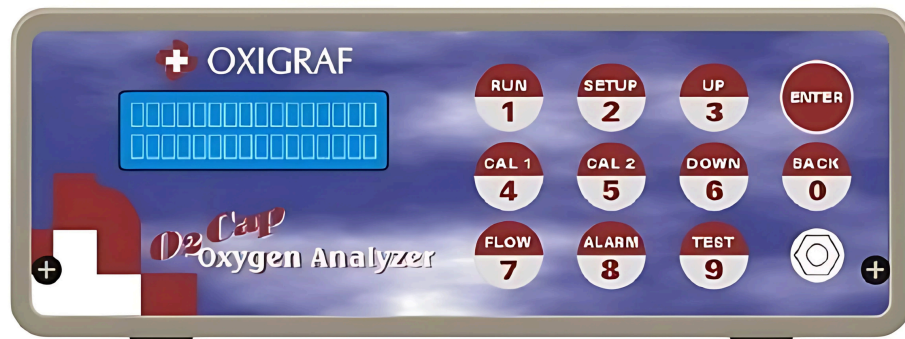 OXIGRAF
RUN
1
SETUP
2
UP
3
ENTER
CAL 1
4
CAL 2
5
DOWN
6
BACK
0
O2 Cap
Oxygen Analyzer
FLOW
7
ALARM
8
TEST
9